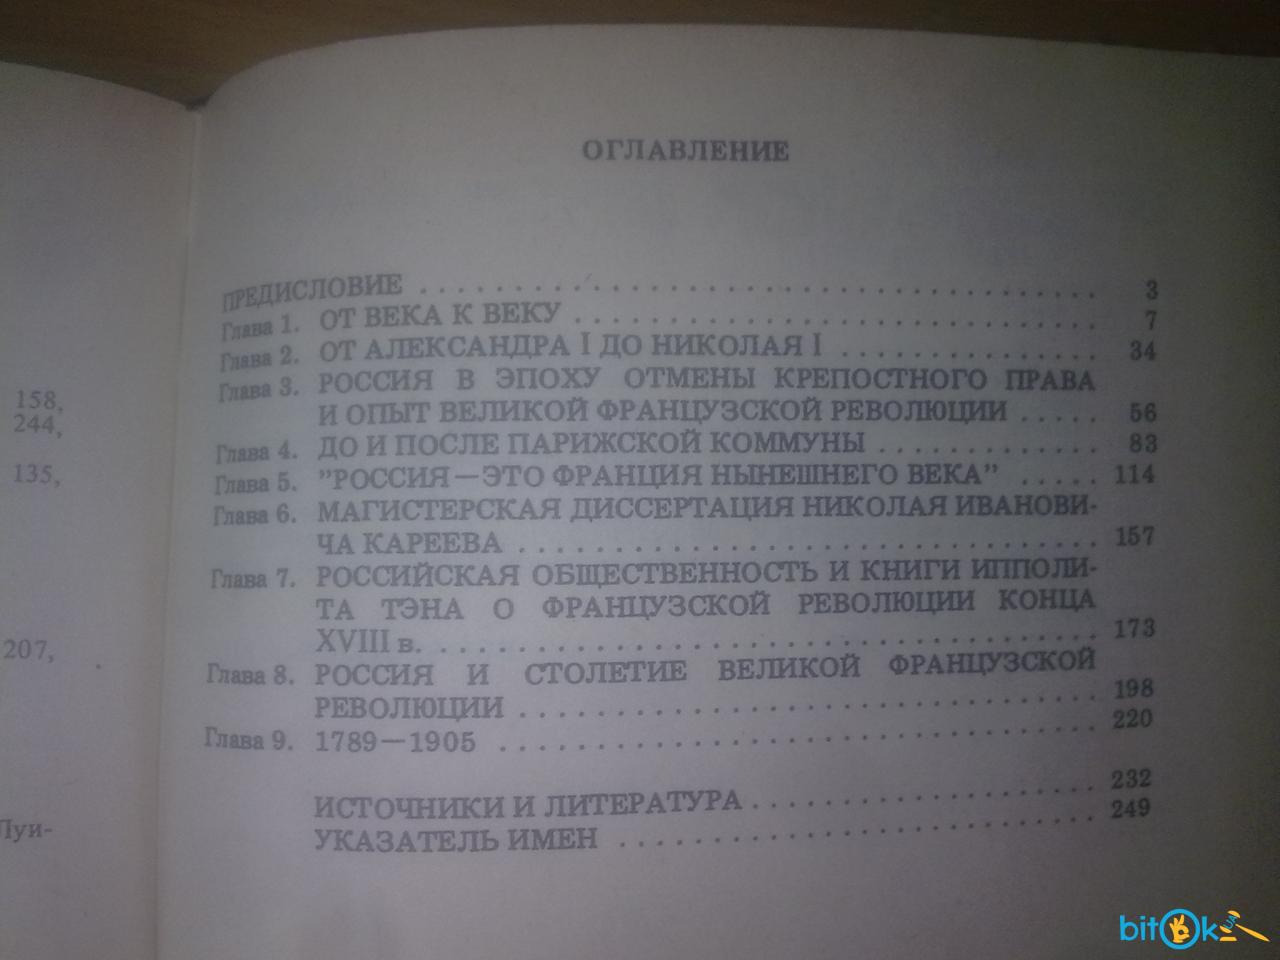 ОГЛАВЛЕНИЕ
ПРЕДИСЛОВИЕ . . . . . . . . . . . . . . . . . . . . . . . . . . . . . . . . . . . . 3
Глава 1. ОТ ВЕКА К ВЕКУ . . . . . . . . . . . . . . . . . . . . . . . . . . . . 7
Глава 2. ОТ АЛЕКСАНДРА I ДО НИКОЛАЯ I . . . . . . . . . . . . . . 34
Глава 3. РОССИЯ В ЭПОХУ ОТМЕНЫ КРЕПОСТНОГО ПРАВА
И ОПЫТ ВЕЛИКОЙ ФРАНЦУЗСКОЙ РЕВОЛЮЦИИ . . . . . 56
Глава 4. ДО И ПОСЛЕ ПАРИЖСКОЙ КОММУНЫ . . . . . . . . . . . . 83
Глава 5. "РОССИЯ—ЭТО ФРАНЦИЯ НЫНЕШНЕГО ВЕКА" . . . . . 114
Глава 6. МАГИСТЕРСКАЯ ДИССЕРТАЦИЯ НИКОЛАЯ ИВАНОВИ-
ЧА КАРЕЕВА . . . . . . . . . . . . . . . . . . . . . . . . . . . . . . . 157
Глава 7. РОССИЙСКАЯ ОБЩЕСТВЕННОСТЬ И КНИГИ ИППОЛИ-
ТА ТЭНА О ФРАНЦУЗСКОЙ РЕВОЛЮЦИИ КОНЦА
XVIII в. . . . . . . . . . . . . . . . . . . . . . . . . . . . . . . . . . . . 173
Глава 8. РОССИЯ И СТОЛЕТИЕ ВЕЛИКОЙ ФРАНЦУЗСКОЙ
РЕВОЛЮЦИИ . . . . . . . . . . . . . . . . . . . . . . . . . . . . . . . 198
Глава 9. 1789—1905 . . . . . . . . . . . . . . . . . . . . . . . . . . . . . . . . 220
ИСТОЧНИКИ И ЛИТЕРАТУРА . . . . . . . . . . . . . . . . . . 232
УКАЗАТЕЛЬ ИМЕН . . . . . . . . . . . . . . . . . . . . . . . . . 249
158,
244,
135,
207,
Луи-
bitOk UA